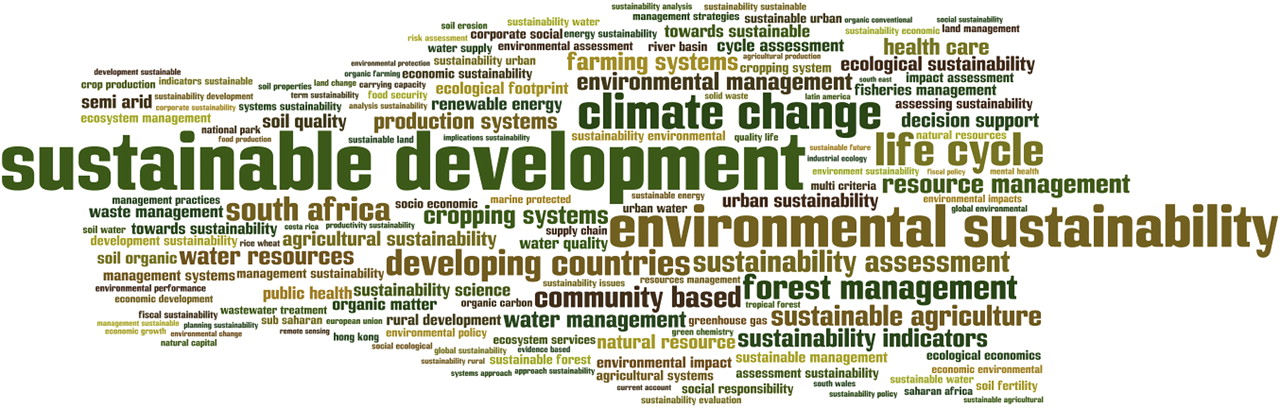 sustainability analysis
sustainability sustainable
management strategies
sustainable urban
organic conventional
social sustainability
soil erosion
sustainability water
corporate social
energy sustainability
towards sustainable
sustainability economic
land management
risk assessment
water supply
environmental assessment
river basin
cycle assessment
health care
environmental protection
sustainability urban
farming systems
agricultural production
cropping system
ecological sustainability
development sustainable
organic farming
economic sustainability
crop production
indicators sustainable
soil properties
land change
carrying capacity
ecological footprint
environmental management
south east
impact assessment
fisheries management
semi arid
sustainability development
term sustainability
food security
solid waste
latin america
corporate sustainability
systems sustainability
analysis sustainability
renewable energy
climate change
assessing sustainability
ecosystem management
soil quality
production systems
decision support
national park
food production
sustainable land
implications sustainability
sustainability environmental
quality life
natural resources
sustainable development
sustainable future
life cycle
industrial ecology
environment sustainability
fiscal policy
mental health
multi criteria
resource management
management practices
socio economic
marine protected
sustainable energy
urban sustainability
environmental impacts
waste management
south africa
cropping systems
urban water
global environmental
soil water
towards sustainability
costa rica
productivity sustainability
supply chain
environmental sustainability
development sustainability
rice wheat
agricultural sustainability
water quality
soil organic
water resources
developing countries
sustainability assessment
management systems
management sustainability
sustainability issues
resources management
forest management
environmental performance
economic development
public health
sustainability science
organic carbon
community based
tropical forest
fiscal sustainability
wastewater treatment
organic matter
sustainable agriculture
management sustainable
planning sustainability
sub saharan
european union
rural development
water management
greenhouse gas
economic growth
environmental change
remote sensing
hong kong
environmental policy
green chemistry
natural capital
social ecological
ecosystem services
natural resource
sustainability indicators
global sustainability
evidence based
sustainability rural
sustainable forest
environmental impact
sustainable management
ecological economics
systems approach
approach sustainability
agricultural systems
assessment sustainability
economic environmental
current account
social responsibility
south wales
sustainable water
soil fertility
sustainability evaluation
sustainability policy
saharan africa
sustainable agricultural